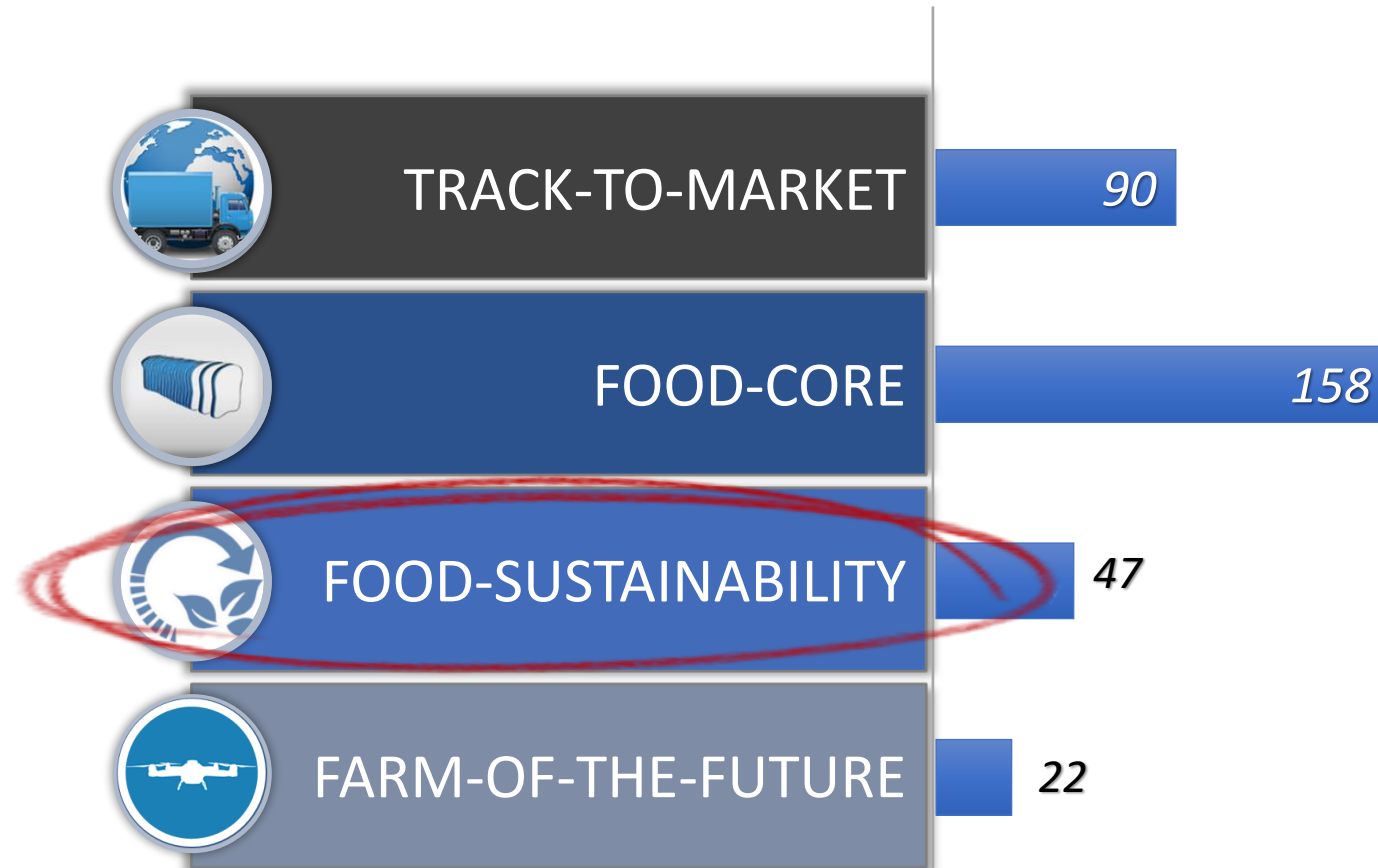 TRACK-TO-MARKET 90
FOOD-CORE 158
FOOD-SUSTAINABILITY 47
FARM-OF-THE-FUTURE 22